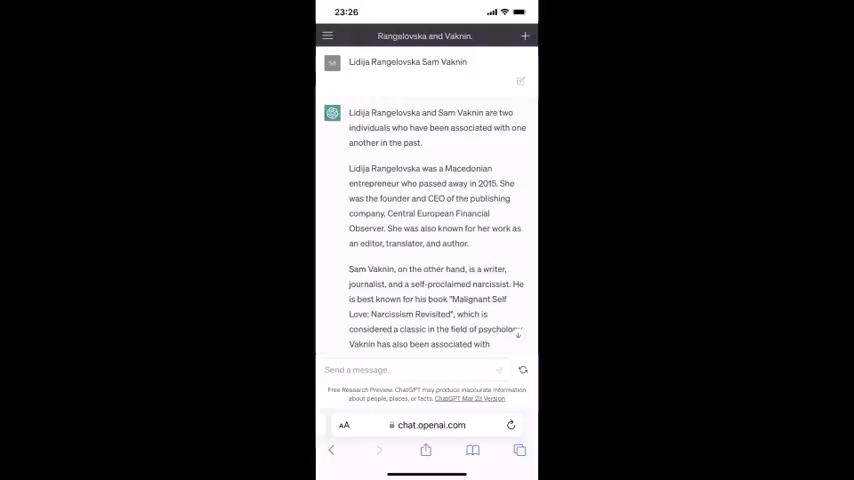 23:26
Rangelovska and Vaknin.
SA
Lidija Rangelovska Sam Vaknin
Lidija Rangelovska and Sam Vaknin are two
individuals who have been associated with one
another in the past.
Lidija Rangelovska was a Macedonian
entrepreneur who passed away in 2015. She
was the founder and CEO of the publishing
company, Central European Financial
Observer. She was also known for her work as
an editor, translator, and author.
Sam Vaknin, on the other hand, is a writer,
journalist, and a self-proclaimed narcissist. He
is best known for his book "Malignant Self
Love: Narcissism Revisited", which is
considered a classic in the field of psychology.
Vaknin has also been associated with
Send a message.
Free Research Preview. ChatGPT may produce inaccurate information
about people, places, or facts. ChatGPT Mar 23 Version
AA
chat.openai.com